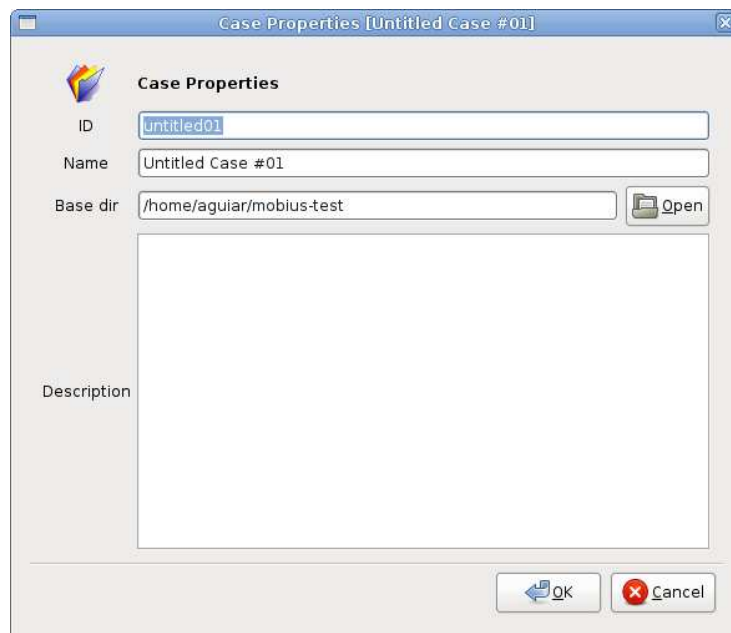 Case Properties [Untitled Case #01]
Case Properties
ID untitled01
Name Untitled Case #01
Base dir /home/aguiar/mobius-test Open
Description
OK Cancel